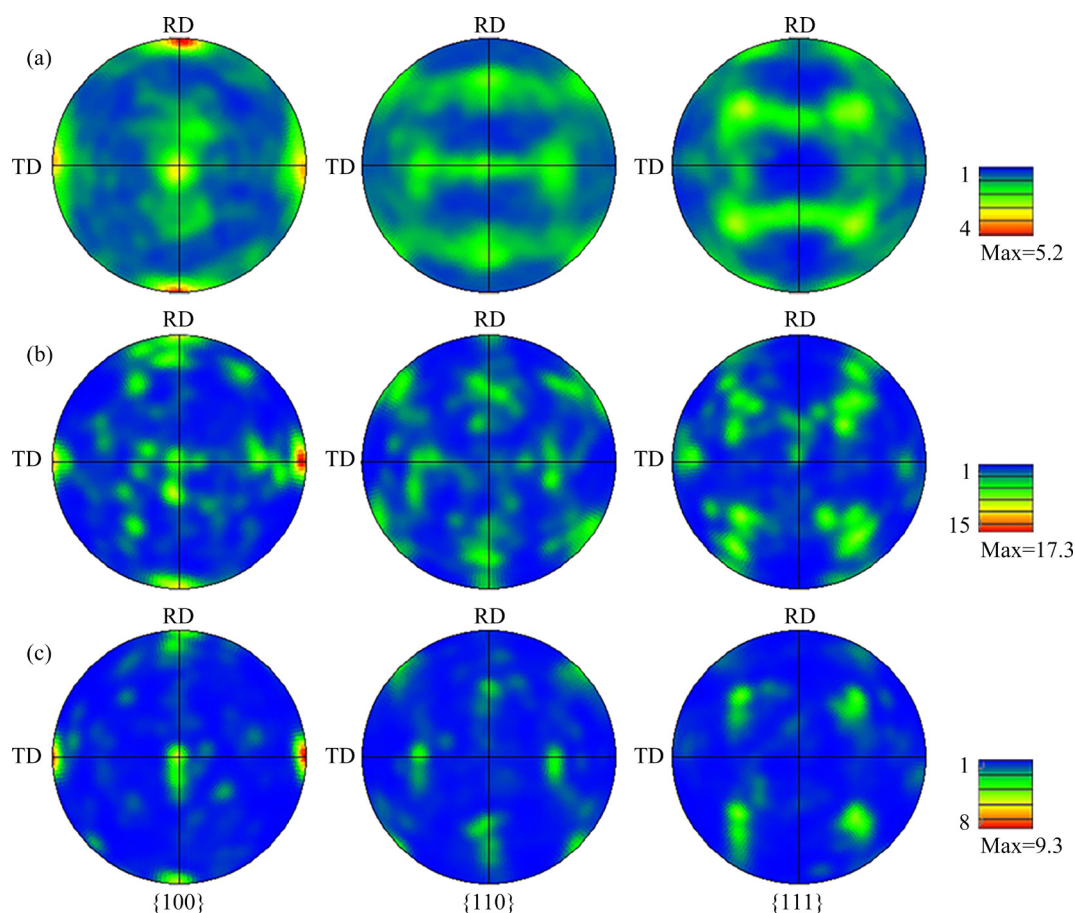 RD RD RD
(a)
TD TD TD
1
4
Max=5.2
RD RD RD
(b)
TD TD TD
1
15
Max=17.3
RD RD RD
(c)
TD TD TD
1
8
Max=9.3
{100} {110} {111}